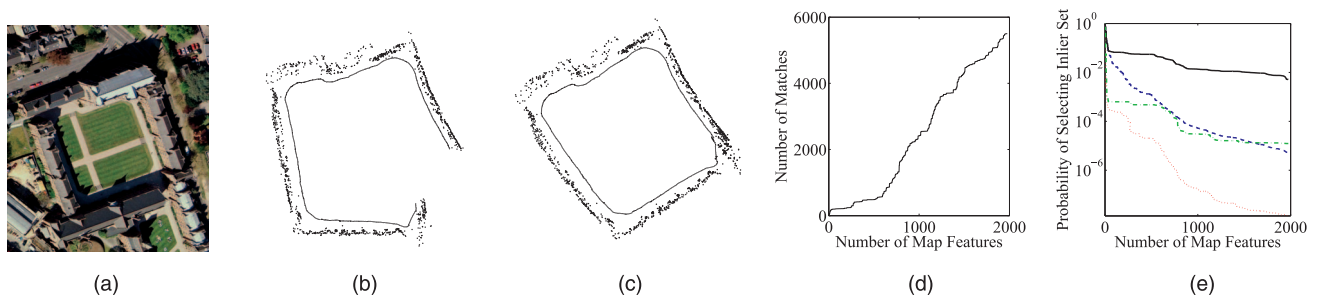 6000
4000
2000
0
Number of Matches
0 1000 2000
Number of Map Features
10^0
10^-2
10^-4
10^-6
Probability of Selecting Inlier Set
0 1000 2000
Number of Map Features
(a) (b) (c) (d) (e)